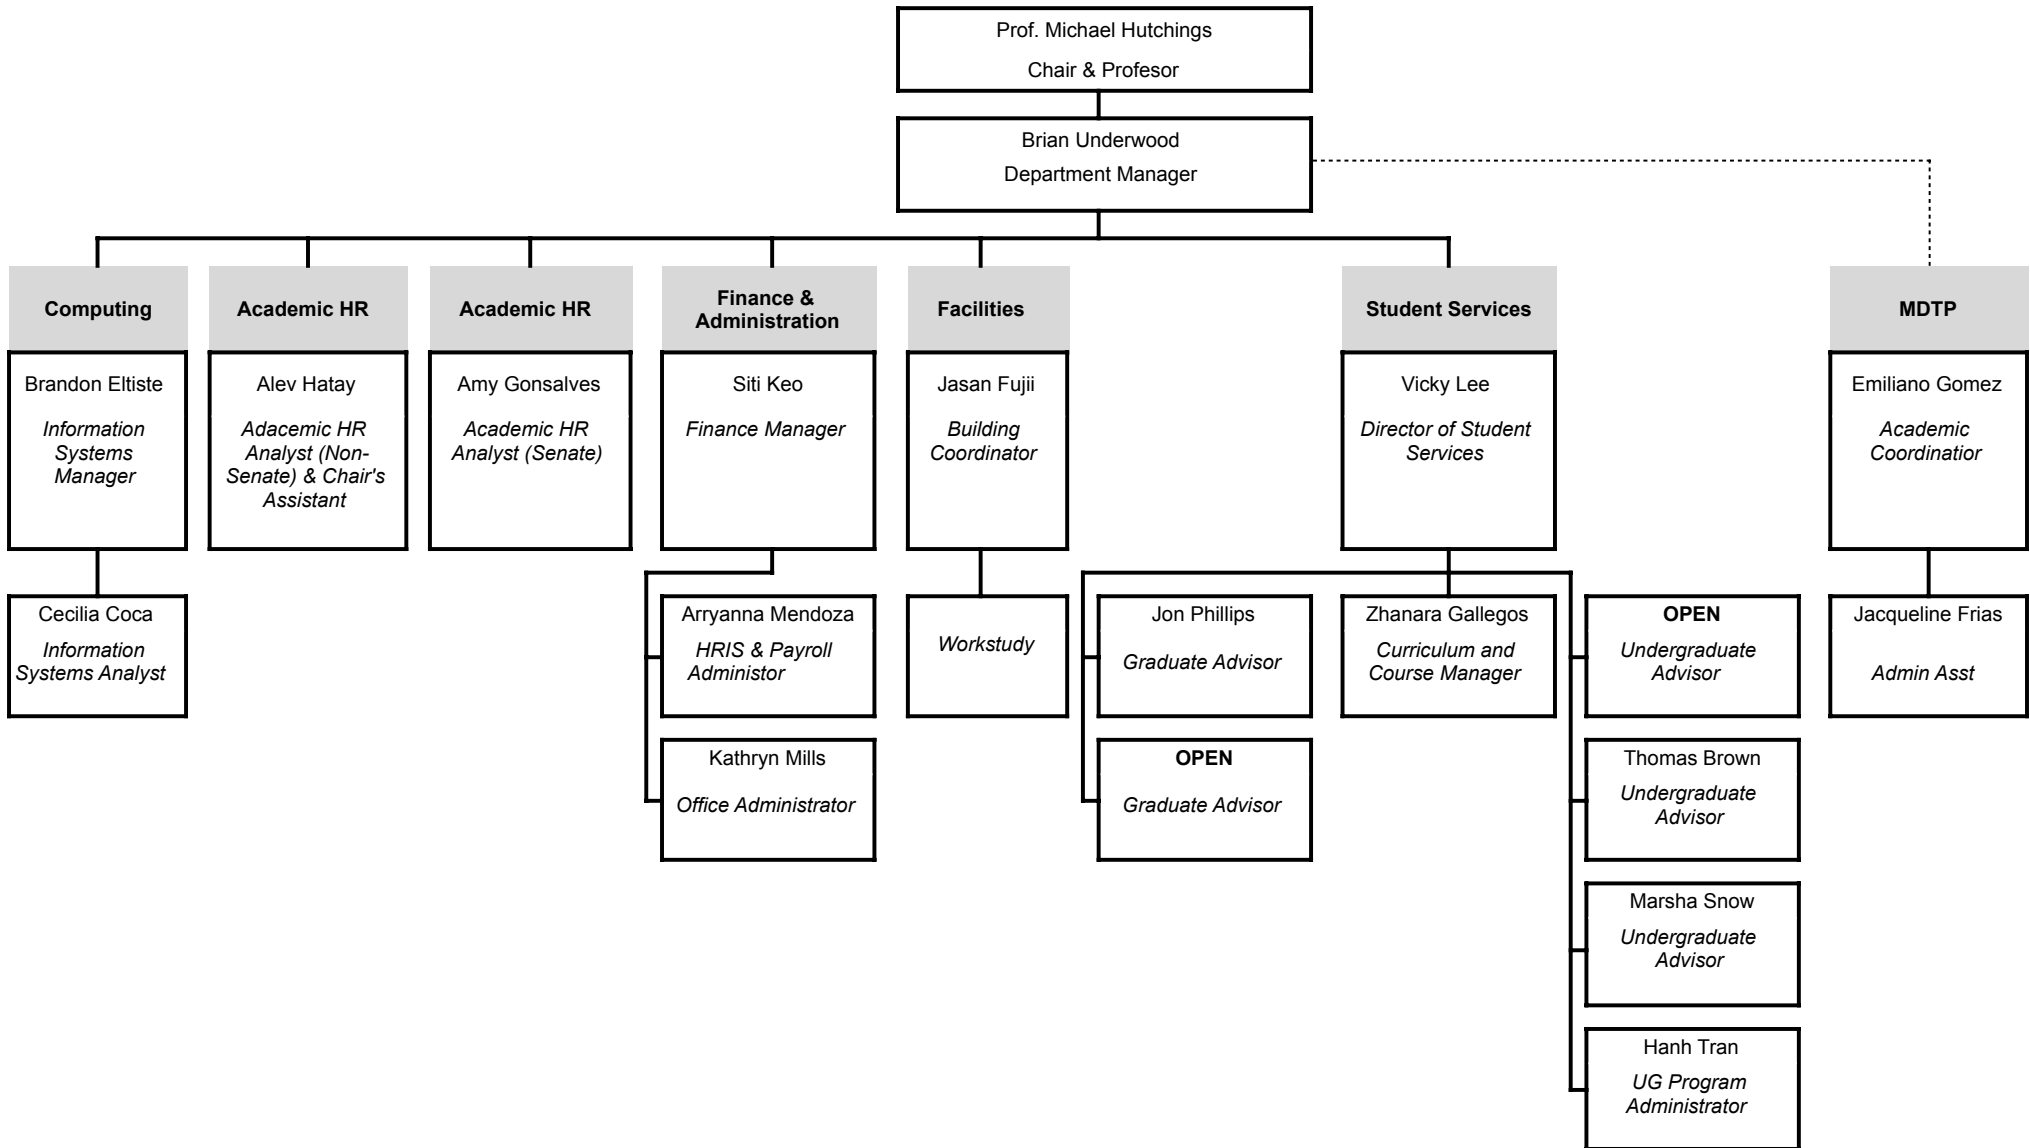 Prof. Michael Hutchings
Chair & Profesor
Brian Underwood
Department Manager
Computing
Academic HR
Academic HR
Finance &
Administration
Facilities
Student Services
MDTP
Brandon Eltiste
Information
Systems
Manager
Alev Hatay
Adacemic HR
Analyst (Non-
Senate) & Chair's
Assistant
Amy Gonsalves
Academic HR
Analyst (Senate)
Siti Keo
Finance Manager
Jasan Fujii
Building
Coordinator
Vicky Lee
Director of Student
Services
Emiliano Gomez
Academic
Coordinatior
Cecilia Coca
Information
Systems Analyst
Arryanna Mendoza
HRIS & Payroll
Administor
Workstudy
Jon Phillips
Graduate Advisor
Zhanara Gallegos
Curriculum and
Course Manager
OPEN
Undergraduate
Advisor
Jacqueline Frias
Admin Asst
Kathryn Mills
Office Administrator
OPEN
Graduate Advisor
Thomas Brown
Undergraduate
Advisor
Marsha Snow
Undergraduate
Advisor
Hanh Tran
UG Program
Administrator